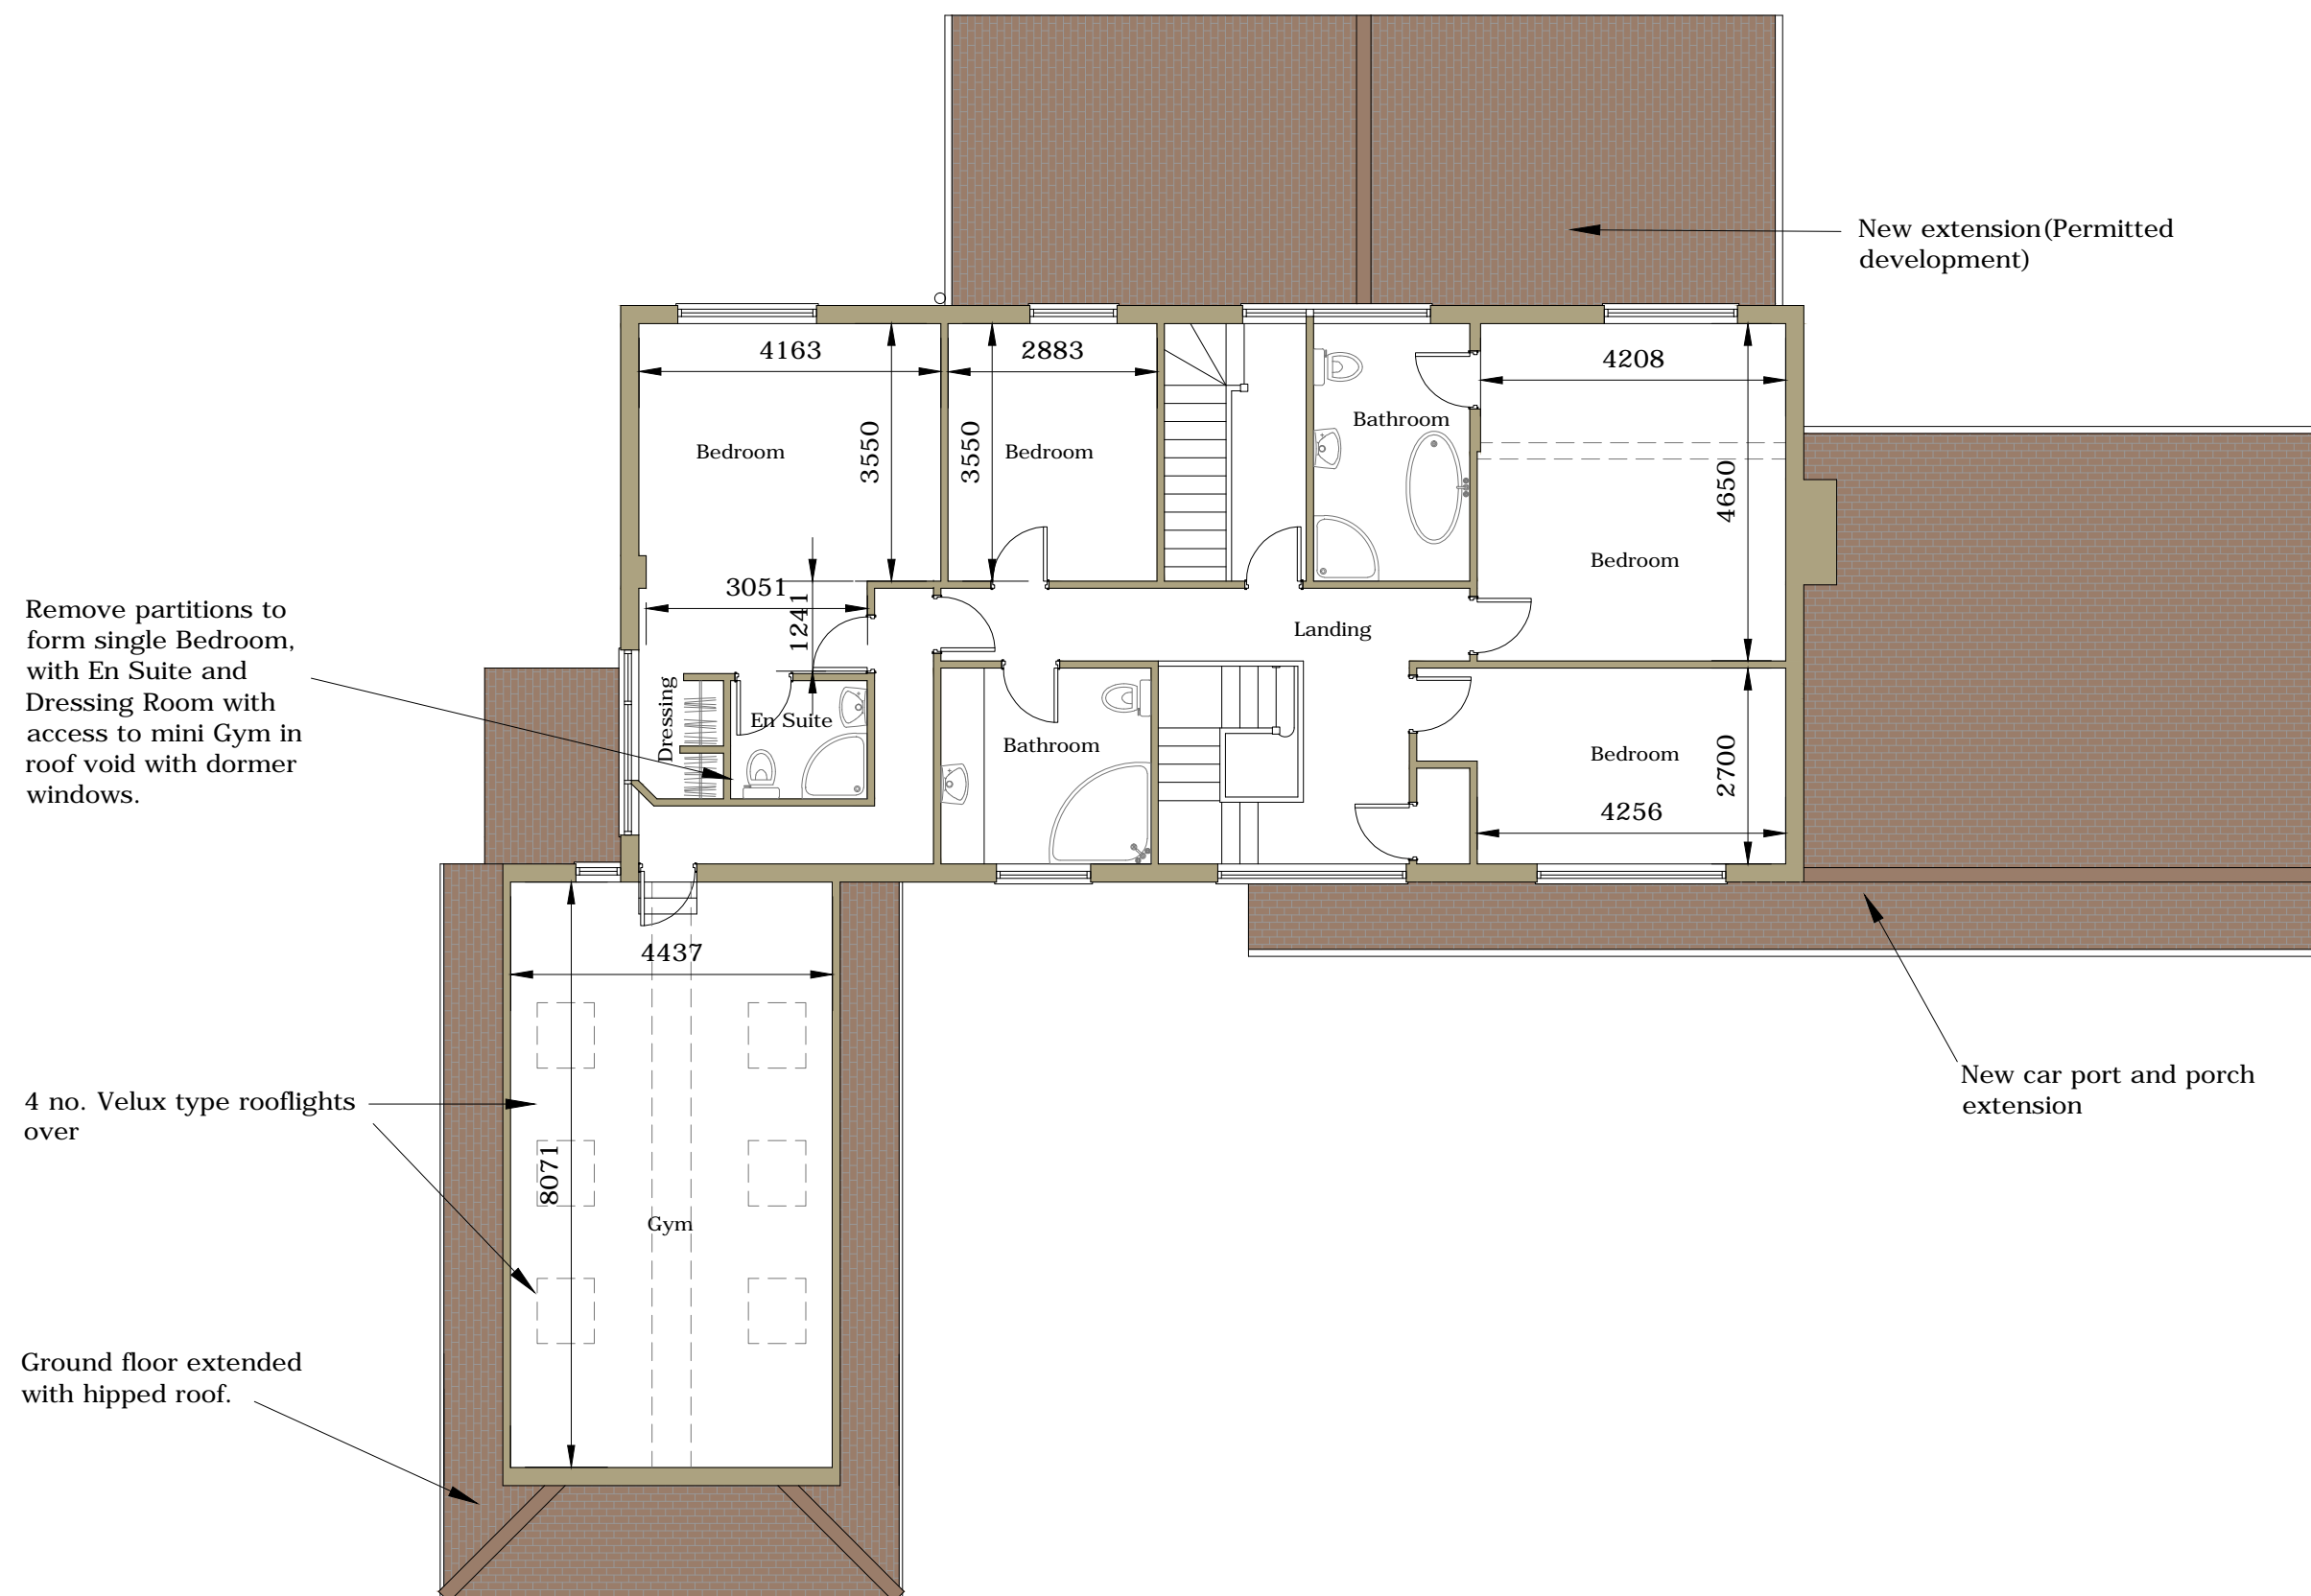 New extension(Permitted
development)
4163
2883
4208
Bathroom
Bedroom
3550
3550
Bedroom
4650
Bedroom
Remove partitions to
form single Bedroom,
with En Suite and
Dressing Room with
access to mini Gym in
roof void with dormer
windows.
3051
1241
Landing
Dressing
En Suite
Bathroom
Bedroom
2700
4256
4437
New car port and porch
extension
4 no. Velux type rooflights
over
8071
Gym
Ground floor extended
with hipped roof.